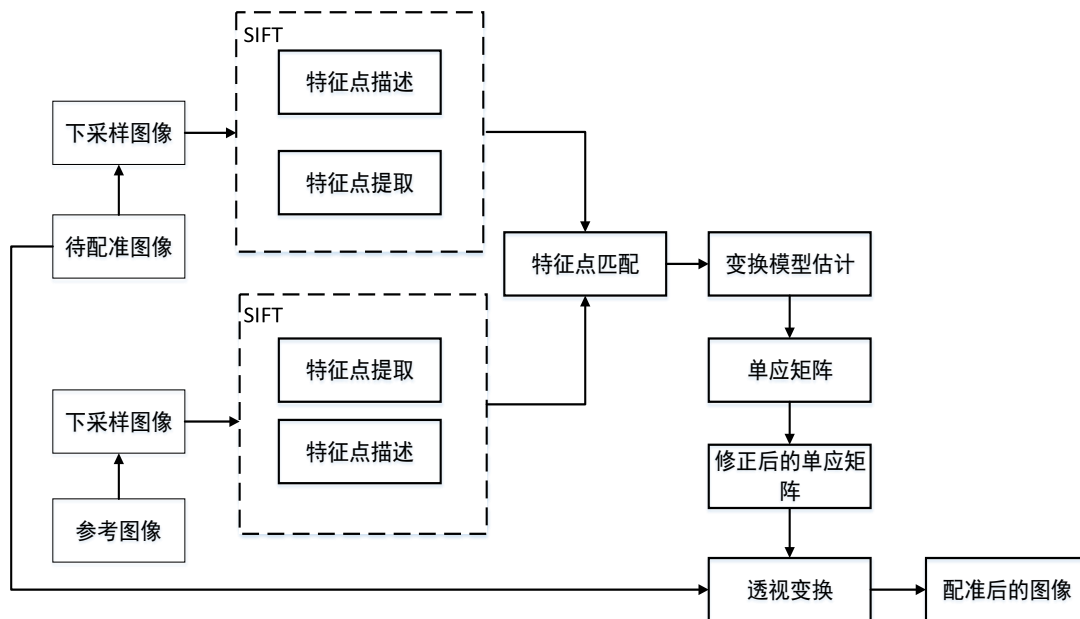 SIFT
特征点描述
下采样图像
特征点提取
待配准图像
特征点匹配
变换模型估计
SIFT
特征点提取
单应矩阵
下采样图像
特征点描述
修正后的单应矩
阵
参考图像
透视变换
配准后的图像